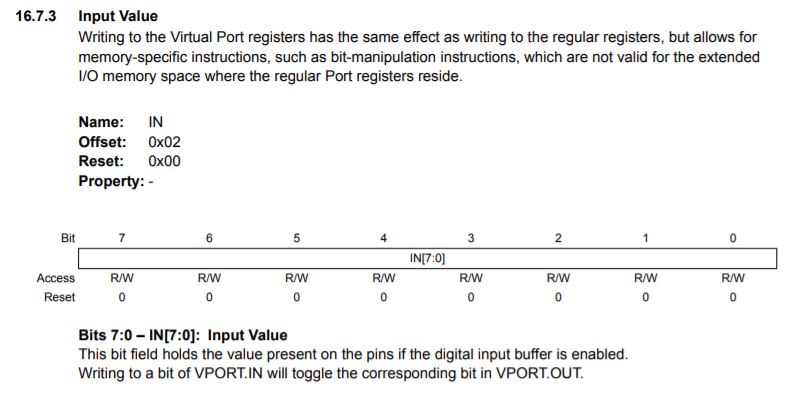 16.7.3 Input Value
Writing to the Virtual Port registers has the same effect as writing to the regular registers, but allows for
memory-specific instructions, such as bit-manipulation instructions, which are not valid for the extended
I/O memory space where the regular Port registers reside.
Name: IN
Offset: 0x02
Reset: 0x00
Property: -
Bit 7 6 5 4 3 2 1 0
IN[7:0]
Access R/W R/W R/W R/W R/W R/W R/W R/W
Reset 0 0 0 0 0 0 0 0
Bits 7:0 – IN[7:0]: Input Value
This bit field holds the value present on the pins if the digital input buffer is enabled.
Writing to a bit of VPORT.IN will toggle the corresponding bit in VPORT.OUT.